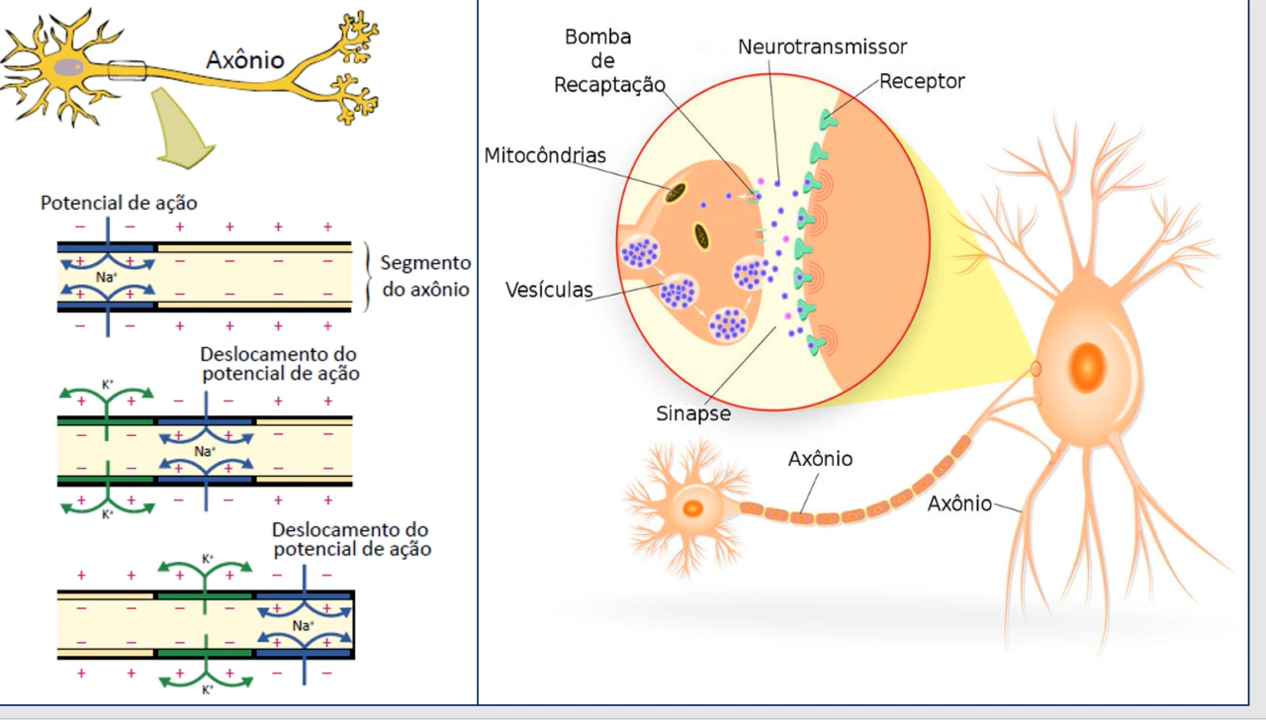 Axônio
Potencial de ação
− − + + + +
+ + − − − −
Na⁺
+ + − − − −
− − + + + +
Segmento
do axônio
Deslocamento do
potencial de ação
K⁺
+ + − − + +
− − + + − −
Na⁺
− − + + − −
+ + − − + +
K⁺
Deslocamento do
potencial de ação
K⁺
+ + + + − −
− − − − + +
Na⁺
− − − − + +
+ + + + − −
K⁺
Bomba
de
Recaptação
Neurotransmissor
Receptor
Mitocôndrias
Vesículas
Sinapse
Axônio
Axônio